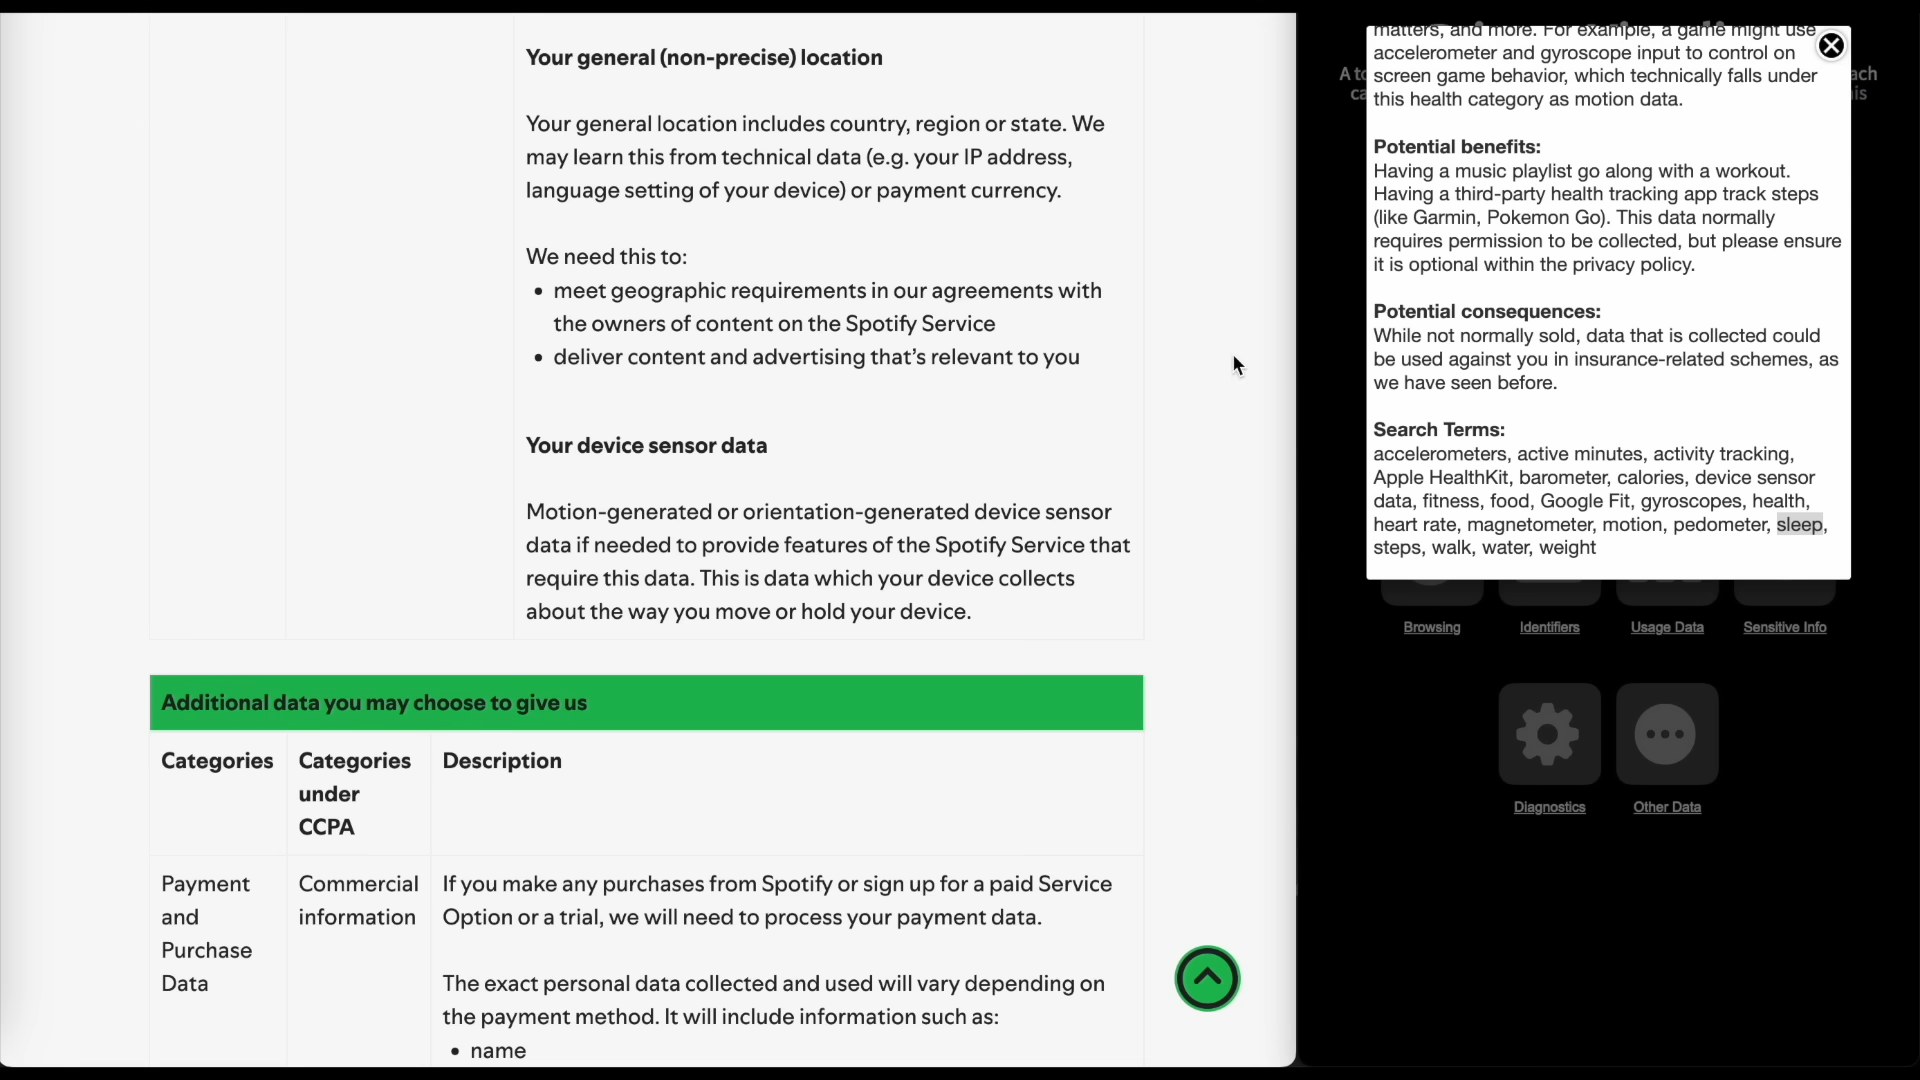 Your general (non-precise) location
Your general location includes country, region or state. We
may learn this from technical data (e.g. your IP address,
language setting of your device) or payment currency.
We need this to:
• meet geographic requirements in our agreements with
the owners of content on the Spotify Service
• deliver content and advertising that’s relevant to you
Your device sensor data
Motion-generated or orientation-generated device sensor
data if needed to provide features of the Spotify Service that
require this data. This is data which your device collects
about the way you move or hold your device.
Additional data you may choose to give us
Categories
Categories
under
CCPA
Description
Payment
and
Purchase
Data
Commercial
information
If you make any purchases from Spotify or sign up for a paid Service
Option or a trial, we will need to process your payment data.
The exact personal data collected and used will vary depending on
the payment method. It will include information such as:
• name
matters, and more. For example, a game might use
accelerometer and gyroscope input to control on
screen game behavior, which technically falls under
this health category as motion data.
Potential benefits:
Having a music playlist go along with a workout.
Having a third-party health tracking app track steps
(like Garmin, Pokemon Go). This data normally
requires permission to be collected, but please ensure
it is optional within the privacy policy.
Potential consequences:
While not normally sold, data that is collected could
be used against you in insurance-related schemes, as
we have seen before.
Search Terms:
accelerometers, active minutes, activity tracking,
Apple HealthKit, barometer, calories, device sensor
data, fitness, food, Google Fit, gyroscopes, health,
heart rate, magnetometer, motion, pedometer, sleep,
steps, walk, water, weight
Browsing
Identifiers
Usage Data
Sensitive Info
Diagnostics
Other Data